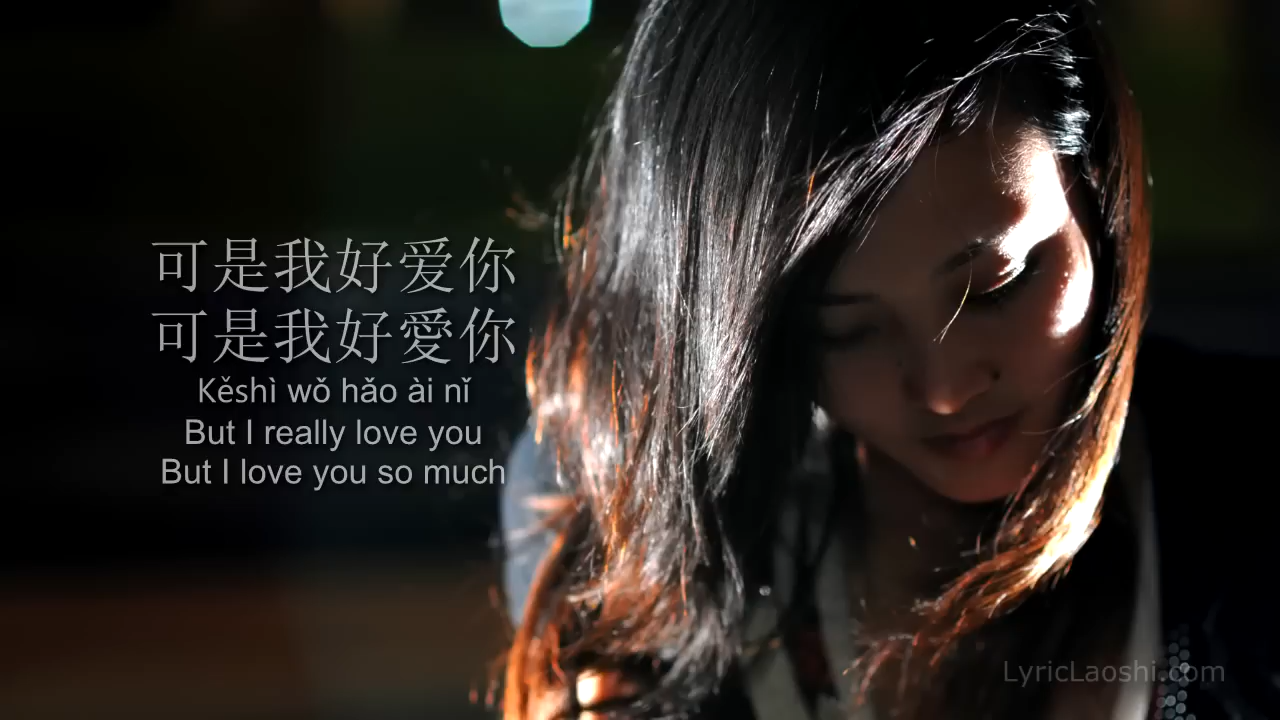 可是我好爱你
可是我好愛你
Kěshì wǒ hǎo ài nǐ
But I really love you
But I love you so much
LyricLaoshi.com